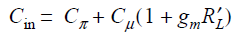 C_in = C_π + C_μ(1 + g_m R′_L)